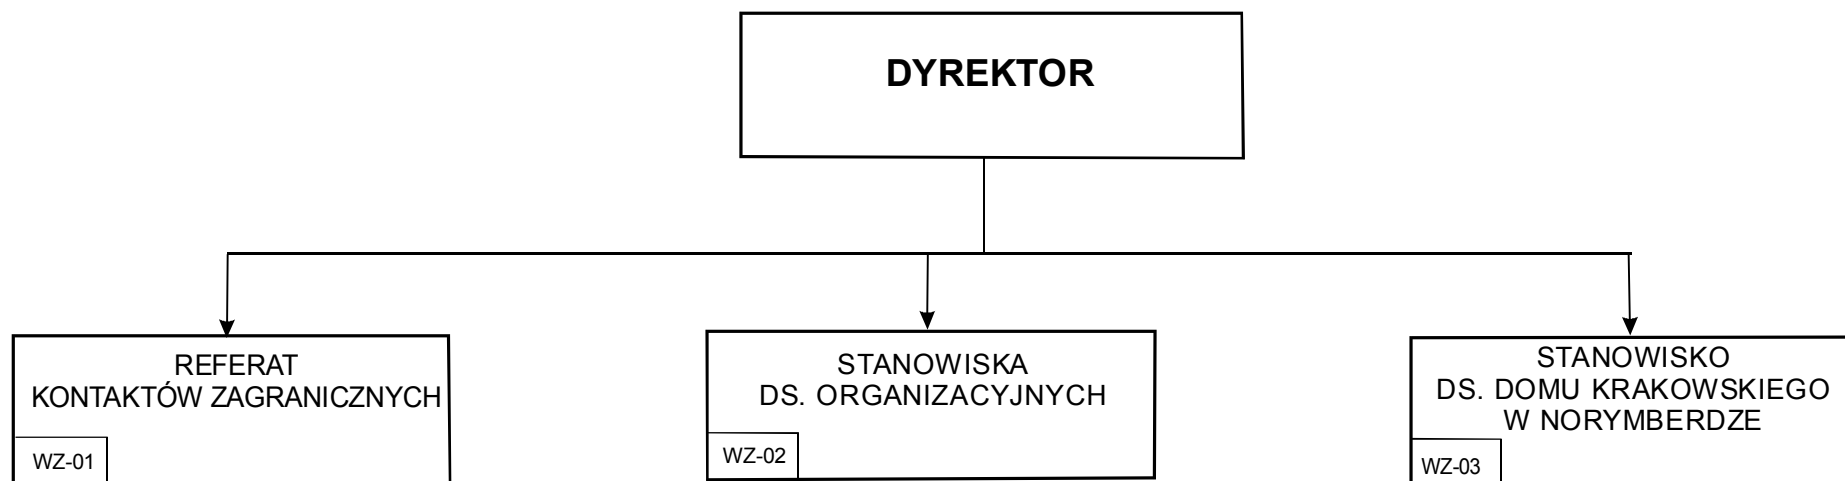 DYREKTOR
REFERAT
KONTAKTÓW ZAGRANICZNYCH
WZ-01
STANOWISKA
DS. ORGANIZACYJNYCH
WZ-02
STANOWISKO
DS. DOMU KRAKOWSKIEGO
W NORYMBERDZE
WZ-03